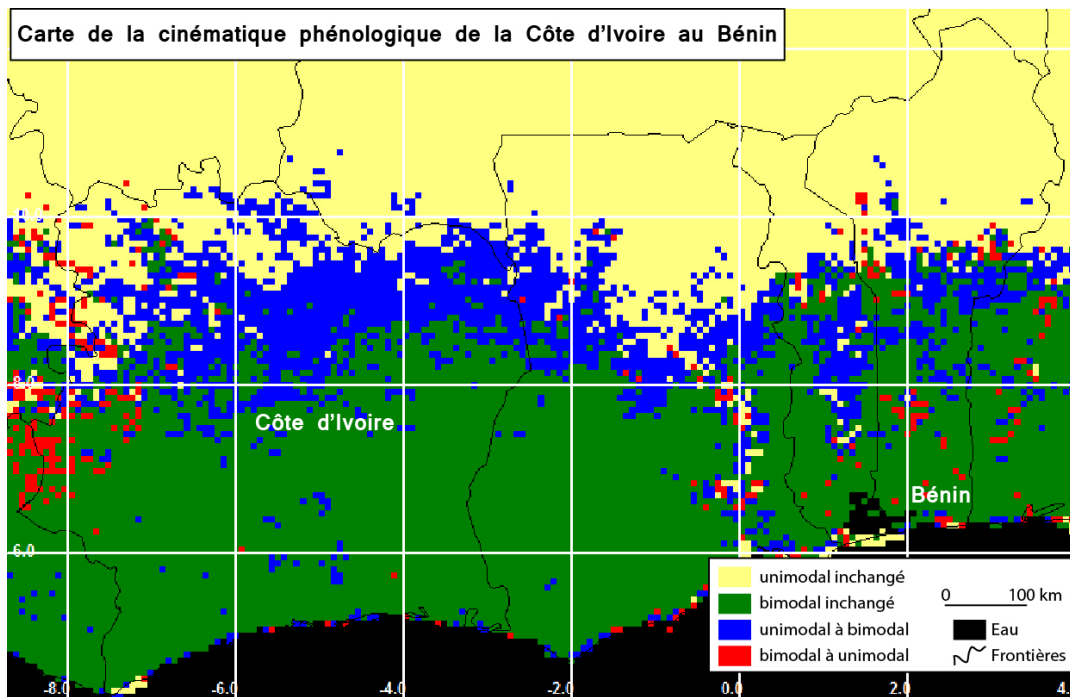 Carte de la cinématique phénologique de la Côte d'Ivoire au Bénin
10.0
8.0
Côte d'Ivoire
Bénin
6.0
unimodal inchangé
bimodal inchangé
unimodal à bimodal
bimodal à unimodal
0 100 km
Eau
Frontières
-8.0 -6.0 -4.0 -2.0 0.0 2.0 4.